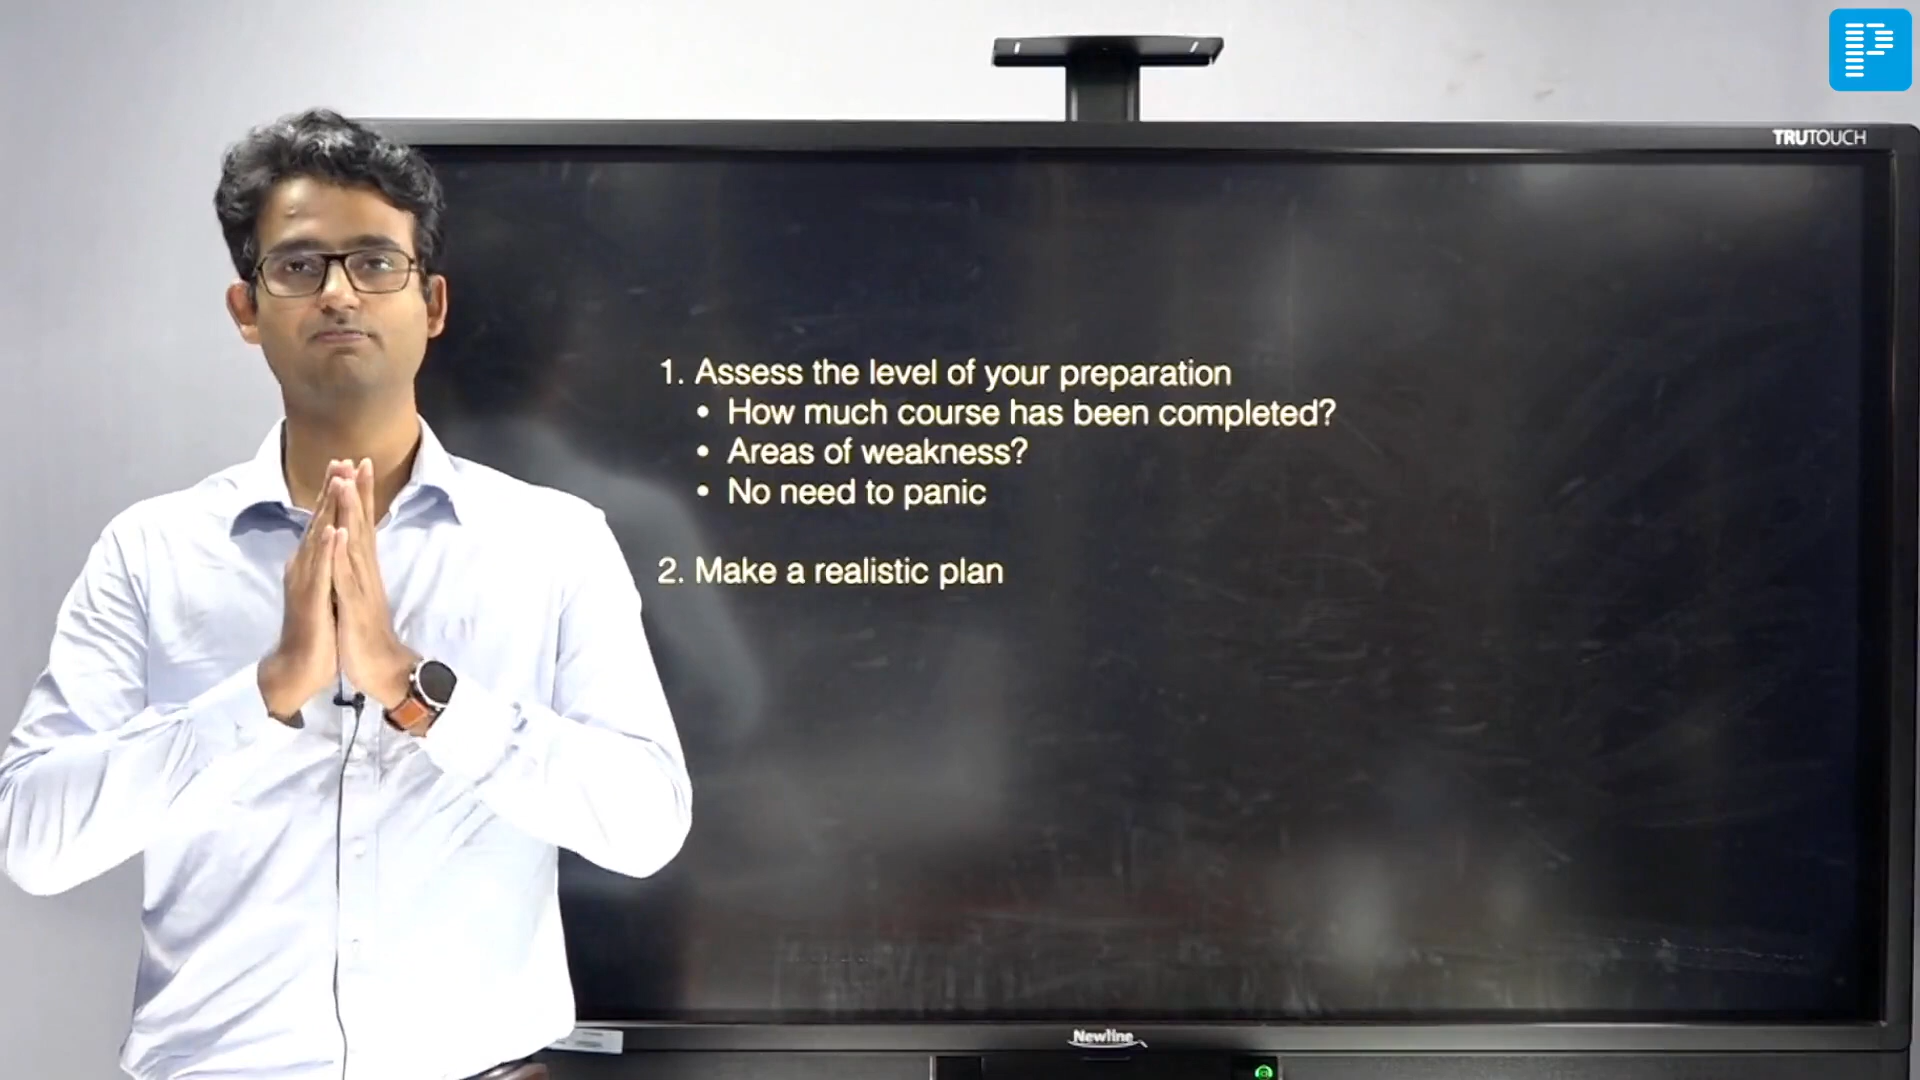 TRUTOUCH
1. Assess the level of your preparation
• How much course has been completed?
• Areas of weakness?
• No need to panic
2. Make a realistic plan
Newline